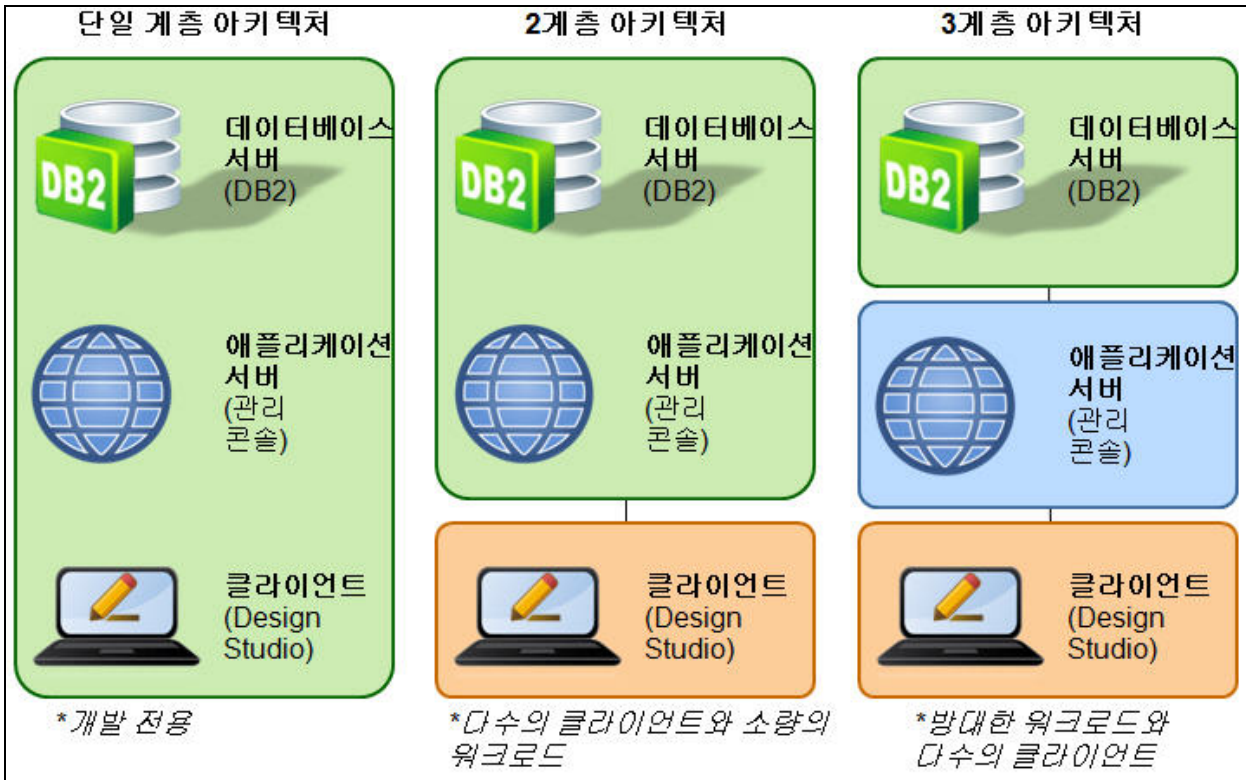 단일 계층 아키텍처
DB2
데이터베이스
서버
(DB2)
애플리케이션
서버
(관리
콘솔)
클라이언트
(Design
Studio)
*개발 전용
2계층 아키텍처
DB2
데이터베이스
서버
(DB2)
애플리케이션
서버
(관리
콘솔)
클라이언트
(Design
Studio)
*다수의 클라이언트와 소량의
워크로드
3계층 아키텍처
DB2
데이터베이스
서버
(DB2)
애플리케이션
서버
(관리
콘솔)
클라이언트
(Design
Studio)
*방대한 워크로드와
다수의 클라이언트